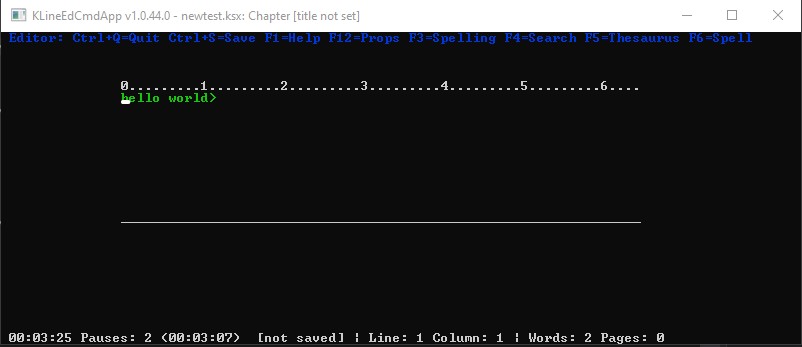 KLineEdCmdApp v1.0.44.0 - newtest.ksx: Chapter [title not set]
Editor: Ctrl+Q=Quit Ctrl+S=Save F1=Help F12=Props F3=Spelling F4=Search F5=Thesaurus F6=Spell
0.........1.........2.........3.........4.........5.........6....
hello world>
00:03:25 Pauses: 2 (00:03:07)  [not saved] ¦ Line: 1 Column: 1 ¦ Words: 2 Pages: 0